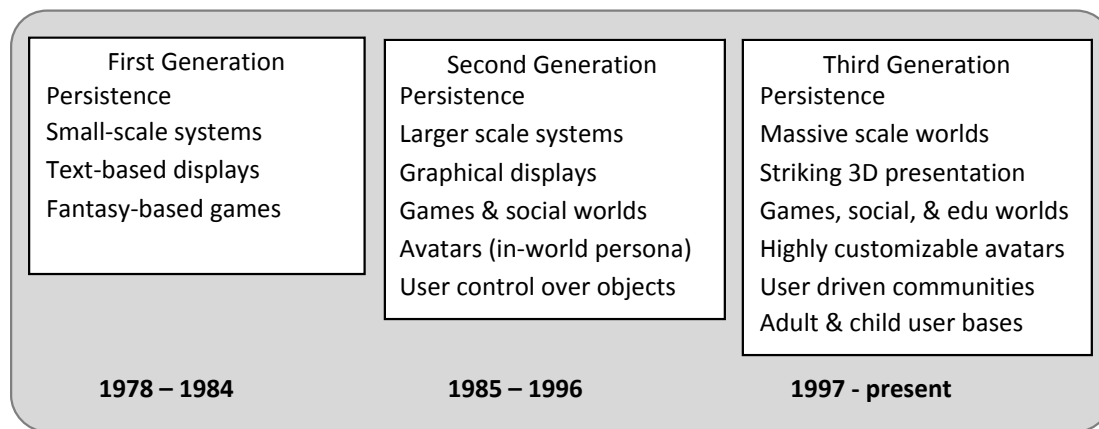 First Generation
Persistence
Small-scale systems
Text-based displays
Fantasy-based games
Second Generation
Persistence
Larger scale systems
Graphical displays
Games & social worlds
Avatars (in-world persona)
User control over objects
Third Generation
Persistence
Massive scale worlds
Striking 3D presentation
Games, social, & edu worlds
Highly customizable avatars
User driven communities
Adult & child user bases
1978 – 1984
1985 – 1996
1997 - present